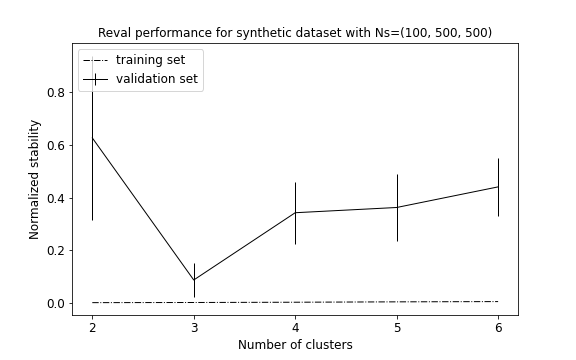 Reval performance for synthetic dataset with Ns=(100, 500, 500)
training set
validation set
Normalized stability
0.8
0.6
0.4
0.2
0.0
2 3 4 5 6
Number of clusters